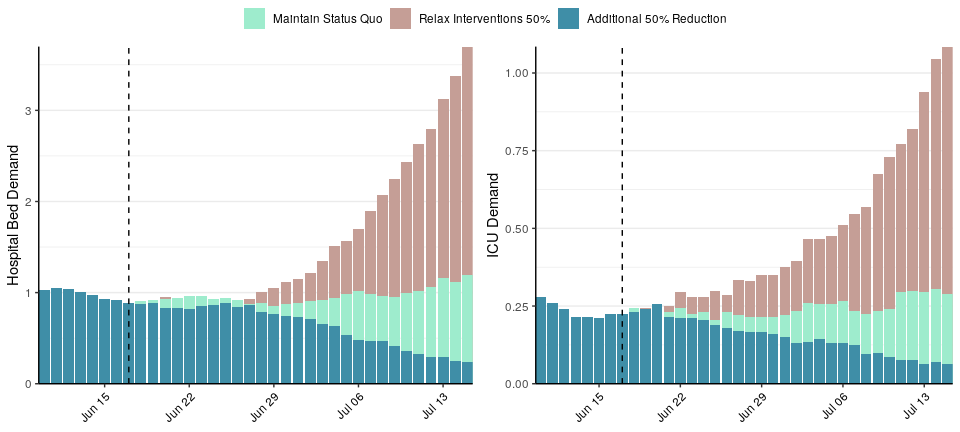 Maintain Status Quo Relax Interventions 50% Additional 50% Reduction
Hospital Bed Demand
3
2
1
0
Jun 15 Jun 22 Jun 29 Jul 06 Jul 13
ICU Demand
1.00
0.75
0.50
0.25
0.00
Jun 15 Jun 22 Jun 29 Jul 06 Jul 13